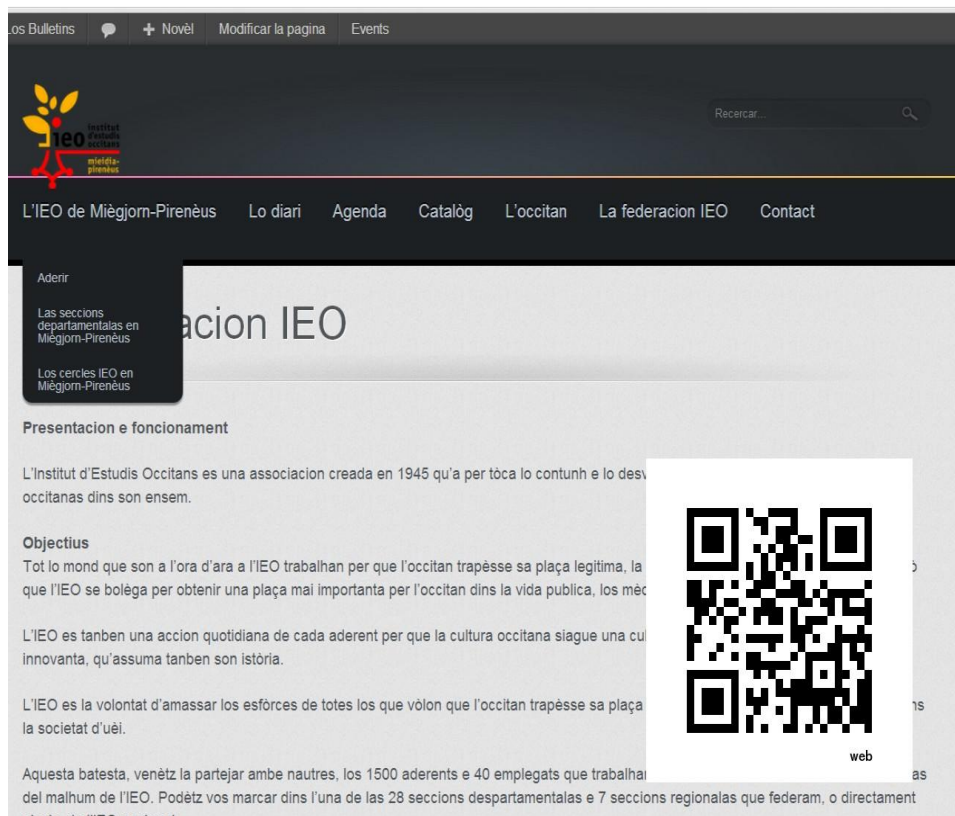 Los Bulletins + Novèl Modificar la pagina Events
ieo institut d'estudis occitans
mieidia-pirenèus
Recercar...
L'IEO de Miègjorn-Pirenèus Lo diari Agenda Catalòg L'occitan La federacion IEO Contact
Aderir
Las seccions
departamentalas en
Miègjorn-Pirenèus
Los cercles IEO en
Miègjorn-Pirenèus
acion IEO
Presentacion e foncionament
L'Institut d'Estudis Occitans es una associacion creada en 1945 qu'a per tòca lo contunh e lo desv
occitanas dins son ensem.
Objectius
Tot lo mond que son a l'ora d'ara a l'IEO trabalhan per que l'occitan trapèsse sa plaça legitima, la ò
que l'IEO se bolèga per obtenir una plaça mai importanta per l'occitan dins la vida publica, los mèd
L'IEO es tanben una accion quotidiana de cada aderent per que la cultura occitana siague una cul
innovanta, qu'assuma tanben son istòria.
L'IEO es la volontat d'amassar los esfòrces de totes los que vòlon que l'occitan trapèsse sa plaça ns
la societat d'uèi.
Aquesta batesta, venètz la partejar ambe nautres, los 1500 aderents e 40 emplegats que trabalhan as
del malhum de l'IEO. Podètz vos marcar dins l'una de las 28 seccions despartamentalas e 7 seccions regionalas que federam, o directament
web